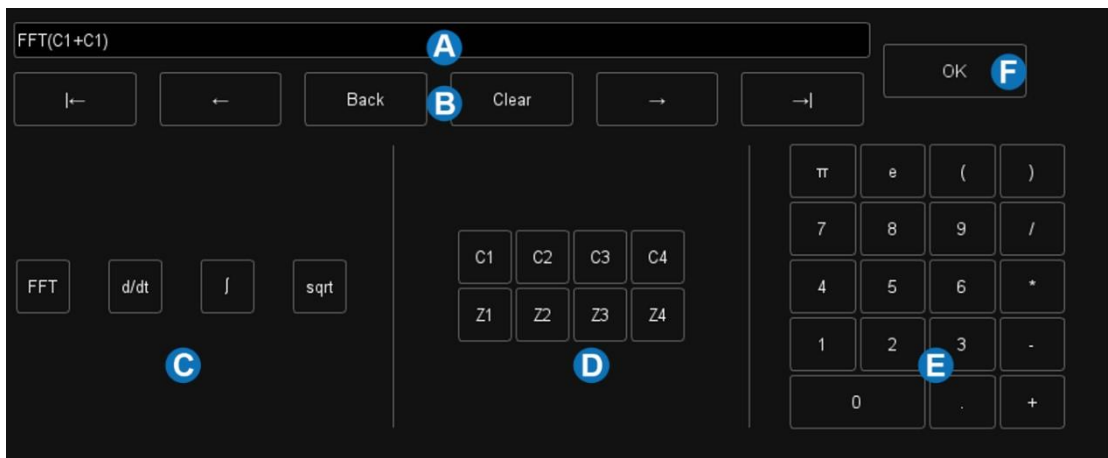 FFT(C1+C1)
A
OK F
|← ← Back B Clear → →|
π e ( )
7 8 9 /
C1 C2 C3 C4
FFT d/dt ∫ sqrt
4 5 6 *
Z1 Z2 Z3 Z4
1 2 3 -
C
D
E
0 . +